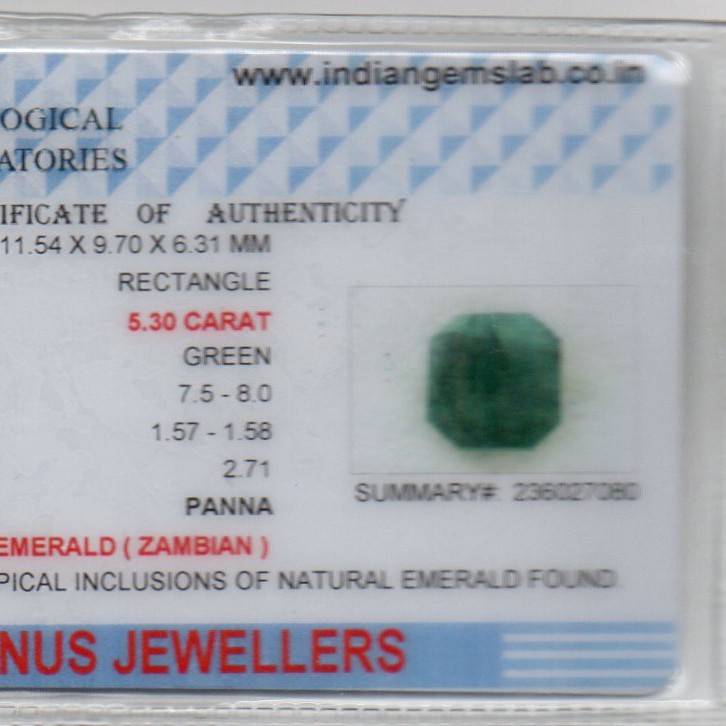 www.indiangemslab.co.in
OGICAL
ATORIES
IFICATE OF AUTHENTICITY
11.54 X 9.70 X 6.31 MM
RECTANGLE
5.30 CARAT
GREEN
7.5 - 8.0
1.57 - 1.58
2.71
PANNA
EMERALD ( ZAMBIAN )
PICAL INCLUSIONS OF NATURAL EMERALD FOUND.
SUMMARY#: 236027080
NUS JEWELLERS